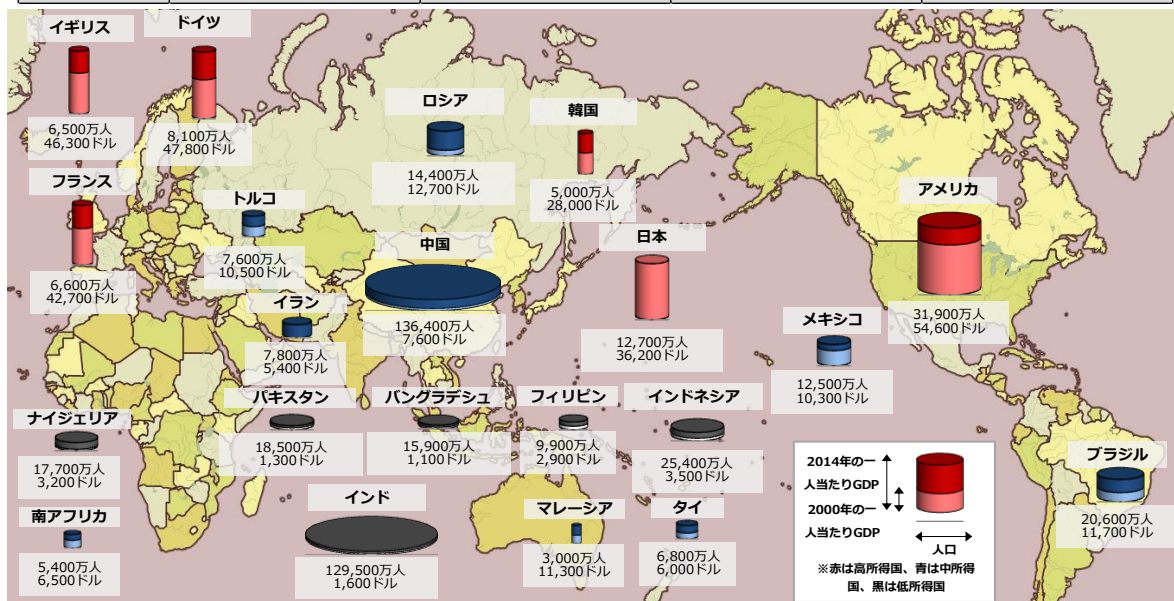 イギリス
6,500万人
46,300ドル
ドイツ
8,100万人
47,800ドル
ロシア
14,400万人
12,700ドル
韓国
5,000万人
28,000ドル
フランス
6,600万人
42,700ドル
トルコ
7,600万人
10,500ドル
中国
136,400万人
7,600ドル
日本
12,700万人
36,200ドル
アメリカ
31,900万人
54,600ドル
イラン
7,800万人
5,400ドル
メキシコ
12,500万人
10,300ドル
ナイジェリア
17,700万人
3,200ドル
パキスタン
18,500万人
1,300ドル
バングラデシュ
15,900万人
1,100ドル
フィリピン
9,900万人
2,900ドル
インドネシア
25,400万人
3,500ドル
南アフリカ
5,400万人
6,500ドル
インド
129,500万人
1,600ドル
マレーシア
3,000万人
11,300ドル
タイ
6,800万人
6,000ドル
ブラジル
20,600万人
11,700ドル
2014年の一
人当たりGDP
2000年の一
人当たりGDP
人口
※赤は高所得国、青は中所得
国、黒は低所得国